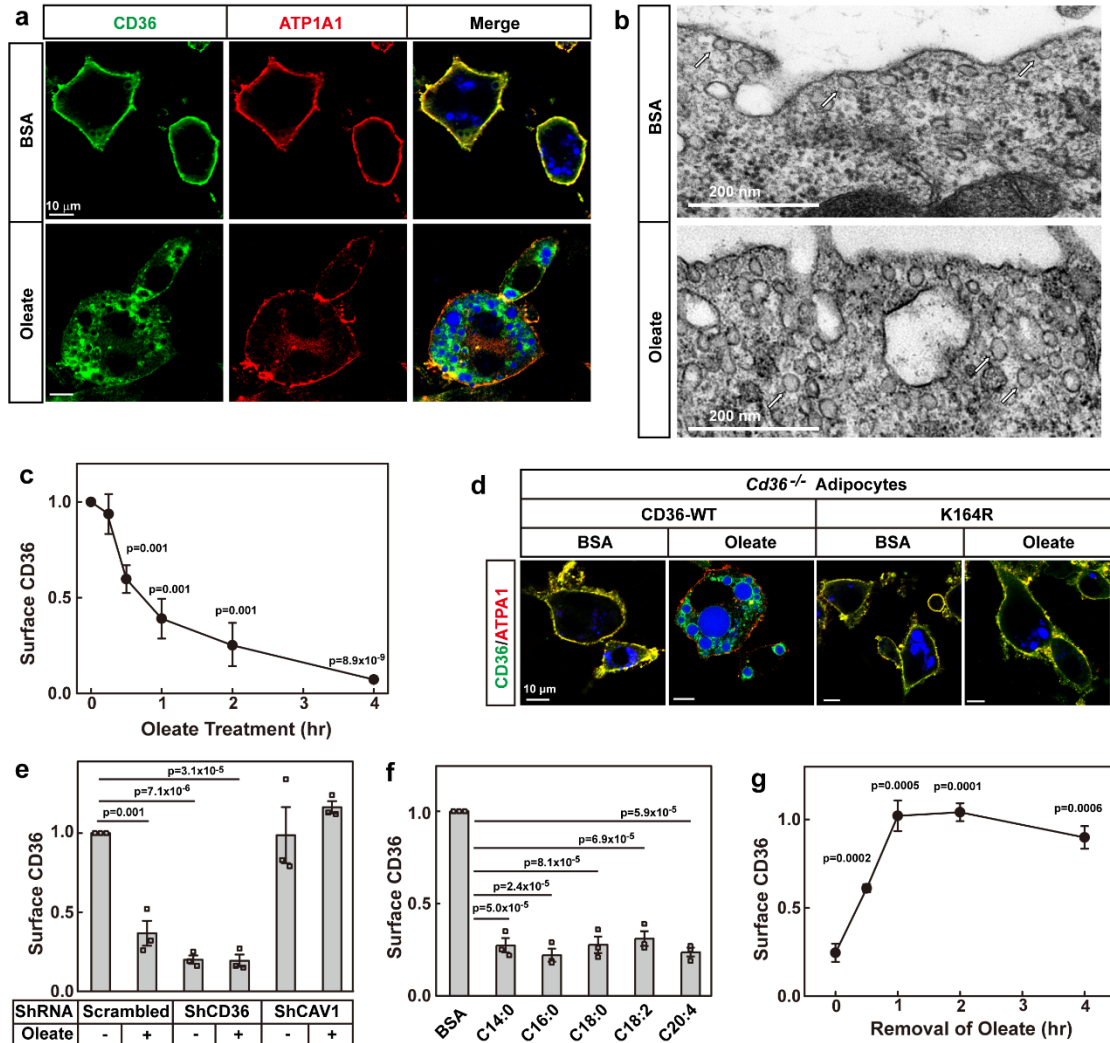 a
CD36 ATP1A1 Merge
BSA
10 μm
Oleate
b
BSA
200 nm
Oleate
200 nm
c
Surface CD36
1.0
0.5
0.0
p=0.001
p=0.001
p=0.001
p=8.9x10-9
0 1 2 3 4
Oleate Treatment (hr)
d
Cd36-/- Adipocytes
CD36-WT K164R
BSA Oleate BSA Oleate
CD36/ATPA1
10 μm
e
Surface CD36
1.0
0.5
0.0
p=3.1x10-5
p=7.1x10-6
p=0.001
ShRNA Scrambled ShCD36 ShCAV1
Oleate - + - + - +
f
Surface CD36
1.0
0.5
0.0
p=5.9x10-5
p=6.9x10-5
p=8.1x10-5
p=2.4x10-5
p=5.0x10-5
BSA C14:0 C16:0 C18:0 C18:2 C20:4
g
Surface CD36
1.0
0.5
0.0
p=0.0005
p=0.0001
p=0.0006
p=0.0002
0 1 2 3 4
Removal of Oleate (hr)